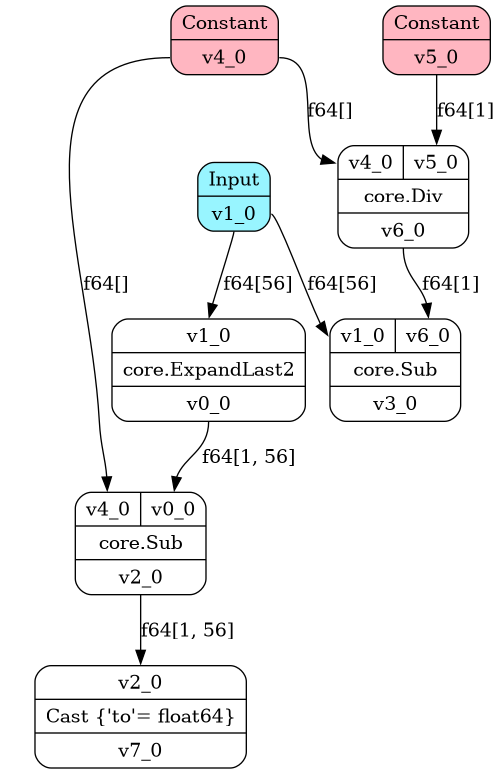 Constant
v4_0
Constant
v5_0
f64[]
f64[1]
v4_0 v5_0
core.Div
v6_0
Input
v1_0
f64[]
f64[56]
f64[56]
f64[1]
v1_0
core.ExpandLast2
v0_0
v1_0 v6_0
core.Sub
v3_0
f64[1, 56]
v4_0 v0_0
core.Sub
v2_0
f64[1, 56]
v2_0
Cast {'to'= float64}
v7_0